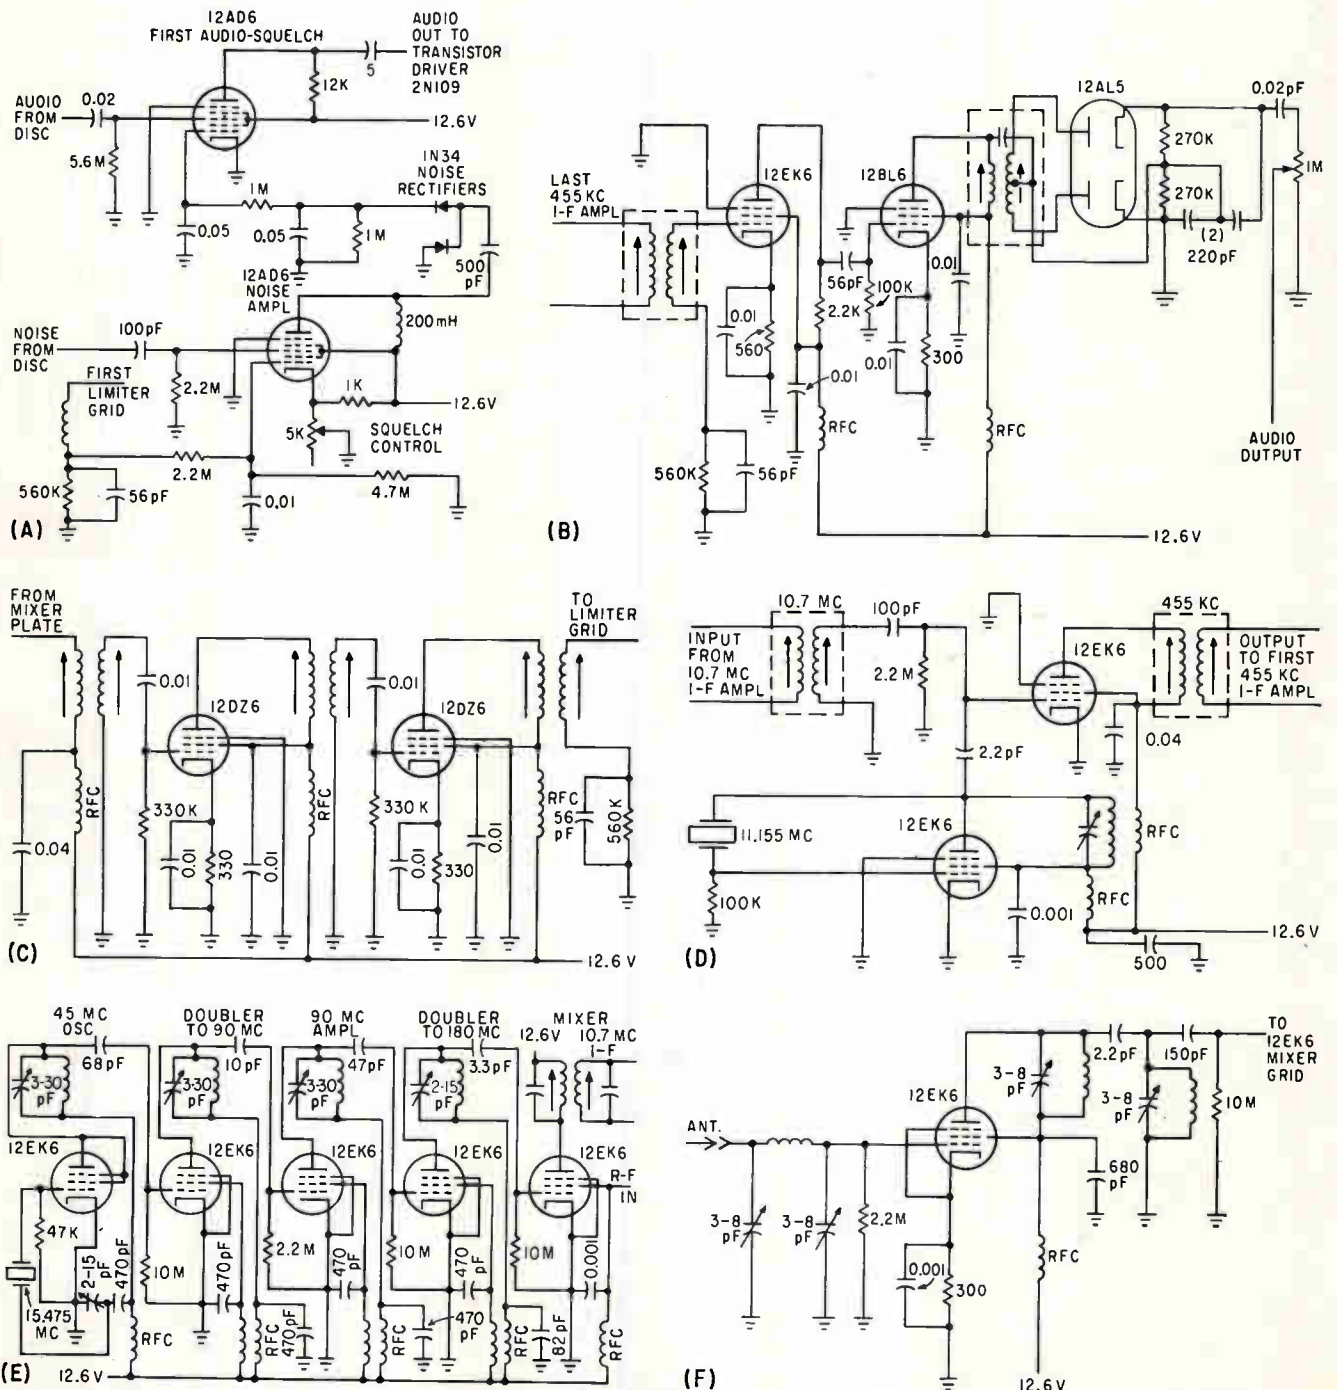 12AD6
FIRST AUDIO-SQUELCH
AUDIO
OUT TO
TRANSISTOR
DRIVER
2N109
5
12K
AUDIO
FROM
DISC
0.02
12.6V
5.6M
1N34
NOISE
RECTIFIERS
1M
0.05
0.05
1M
500
pF
12AD6
NOISE
AMPL
200mH
NOISE
FROM
DISC
100pF
FIRST
LIMITER
GRID
2.2M
1K
12.6V
5K
SQUELCH
CONTROL
2.2M
4.7M
560K
56pF
0.01
(A)
12AL5
0.02pF
270K
1M
270K
(2)
220pF
LAST
455KC
I-F AMPL
12EK6
12BL6
0.01
56pF
100K
2.2K
0.01
560
0.01
0.01
300
RFC
RFC
560K
56pF
AUDIO
OUTPUT
12.6V
(B)
FROM
MIXER
PLATE
TO
LIMITER
GRID
0.01
0.01
12DZ6
12DZ6
RFC
330K
RFC
330K
RFC
56
pF
560K
0.04
0.01
330
0.01
0.01
330
0.01
12.6V
(C)
10.7 MC
100pF
455 KC
INPUT
FROM
10.7 MC
I-F AMPL
2.2M
12EK6
OUTPUT
TO FIRST
455 KC
I-F AMPL
0.04
2.2pF
11.155 MC
12EK6
RFC
RFC
100K
0.001
12.6V
500
(D)
45 MC
OSC
68pF
DOUBLER
TO 90 MC
10pF
90 MC
AMPL
47pF
DOUBLER
TO 180 MC
3.3pF
MIXER
12.6V
10.7 MC
I-F
3-30
pF
3-30
pF
3-30
pF
2-15
pF
12EK6
12EK6
12EK6
12EK6
12EK6
R-F
IN
47K
2-15
pF
470pF
10M
470pF
2.2M
470
pF
10M
470
pF
10M
0.001
15.475
MC
RFC
RFC
470pF
RFC
470
pF
RFC
82pF
RFC
12.6V
(E)
ANT.
12EK6
3-8
pF
2.2pF
150pF
TO
12EK6
MIXER
GRID
3-8
pF
10M
680
pF
3-8
pF
3-8
pF
2.2M
0.001
300
RFC
12.6V
(F)